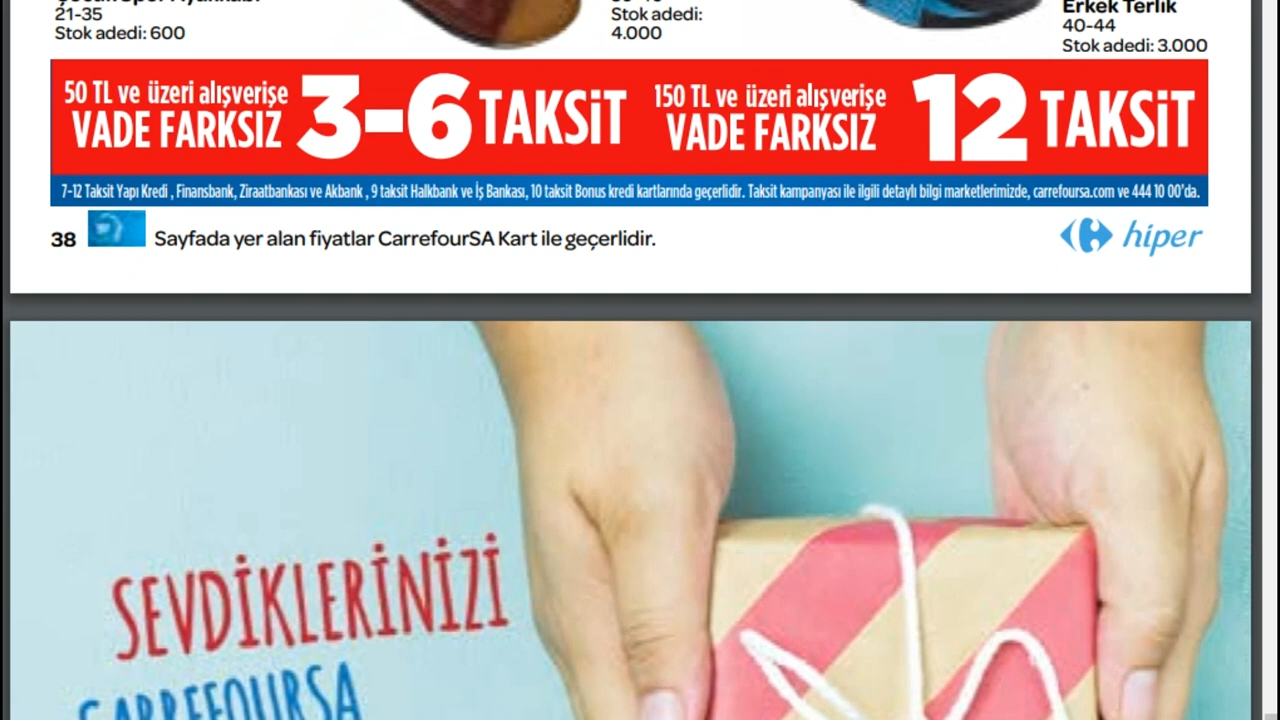 21-35
Stok adedi: 600
Stok adedi:
4.000
Erkek Terlik
40-44
Stok adedi: 3.000
50 TL ve üzeri alışverişe
VADE FARKSIZ
3-6 TAKSİT
150 TL ve üzeri alışverişe
VADE FARKSIZ
12 TAKSİT
7-12 Taksit Yapı Kredi , Finansbank, Ziraatbankası ve Akbank , 9 taksit Halkbank ve İş Bankası, 10 taksit Bonus kredi kartlarında geçerlidir. Taksit kampanyası ile ilgili detaylı bilgi marketlerimizde, carrefoursa.com ve 444 10 00'da.
38 Sayfada yer alan fiyatlar CarrefourSA Kart ile geçerlidir.
hiper
SEVDİKLERİNİZİ
CARREFOURSA